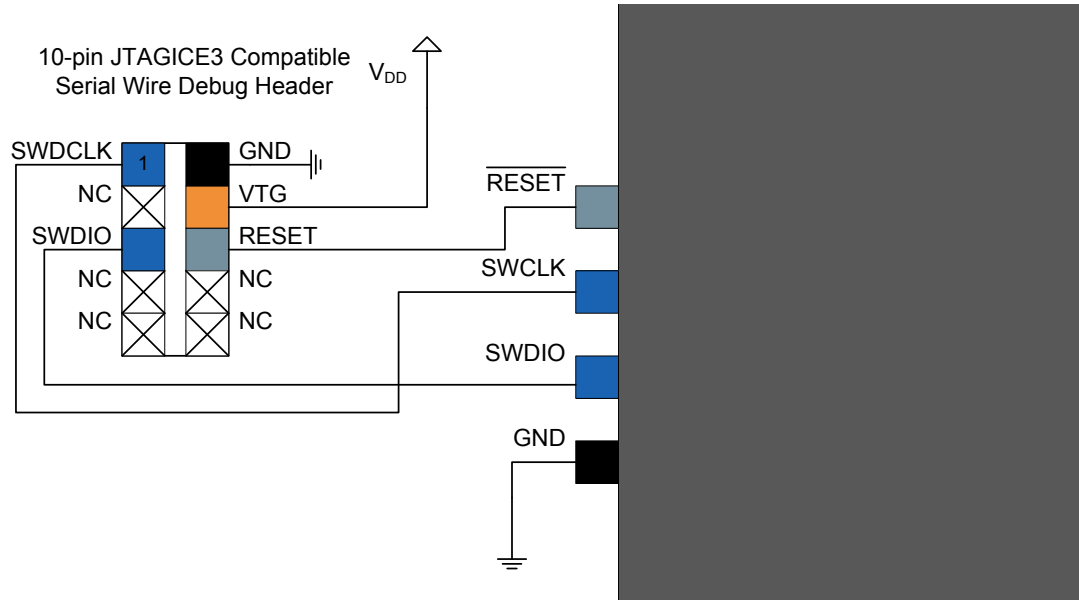 10-pin JTAGICE3 Compatible
Serial Wire Debug Header
VDD
SWDCLK
1
GND
NC
VTG
SWDIO
RESET
NC
NC
NC
NC
RESET
SWCLK
SWDIO
GND